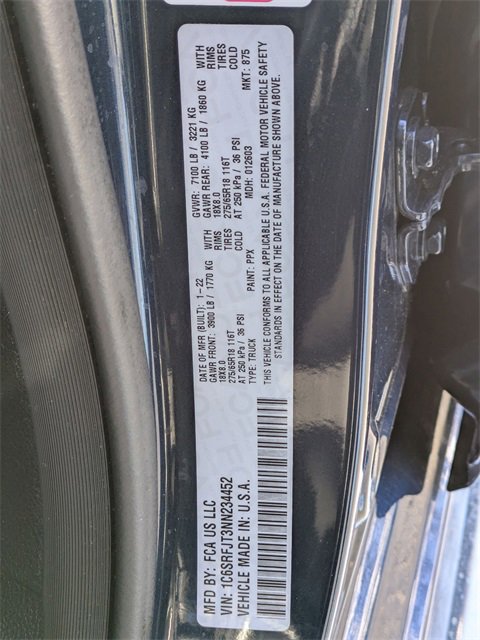 MFD BY: FCA US LLC
DATE OF MFR (BUILT): 1-22
GVWR: 7100 LB / 3221 KG
GAWR FRONT: 3900 LB / 1770 KG WITH
GAWR REAR: 4100 LB / 1860 KG WITH
18X8.0 RIMS
18X8.0 RIMS
275/65R18 116T TIRES
275/65R18 116T TIRES
AT 250 kPa / 36 PSI COLD
AT 250 kPa / 36 PSI COLD
VIN: 1C6SRFJT3NN234452
TYPE: TRUCK
PAINT: PPX
MDH: 012603
MKT: 875
VEHICLE MADE IN: U.S.A.
THIS VEHICLE CONFORMS TO ALL APPLICABLE U.S.A. FEDERAL MOTOR VEHICLE SAFETY
STANDARDS IN EFFECT ON THE DATE OF MANUFACTURE SHOWN ABOVE.